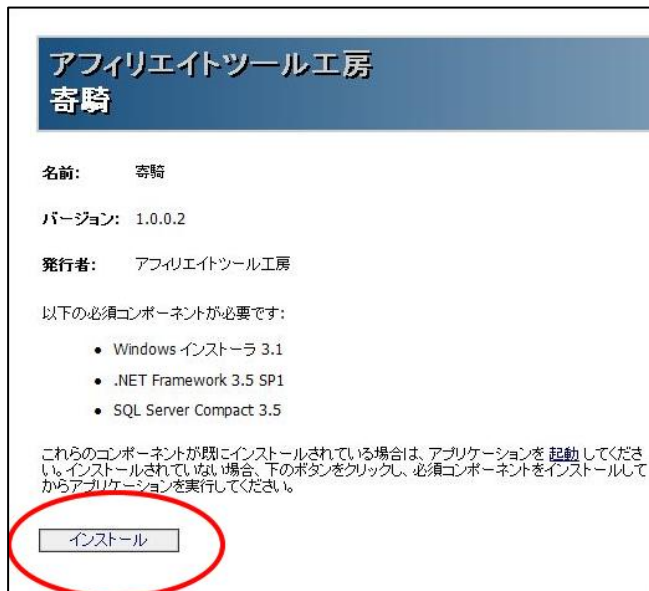 アフィリエイトツール工房
寄騎
名前: 寄騎
バージョン: 1.0.0.2
発行者: アフィリエイトツール工房
以下の必須コンポーネントが必要です:
• Windows インストーラ 3.1
• .NET Framework 3.5 SP1
• SQL Server Compact 3.5
これらのコンポーネントが既にインストールされている場合は、アプリケーションを 起動 してくださ
い。インストールされていない場合、下のボタンをクリックし、必須コンポーネントをインストールして
からアプリケーションを実行してください。
インストール